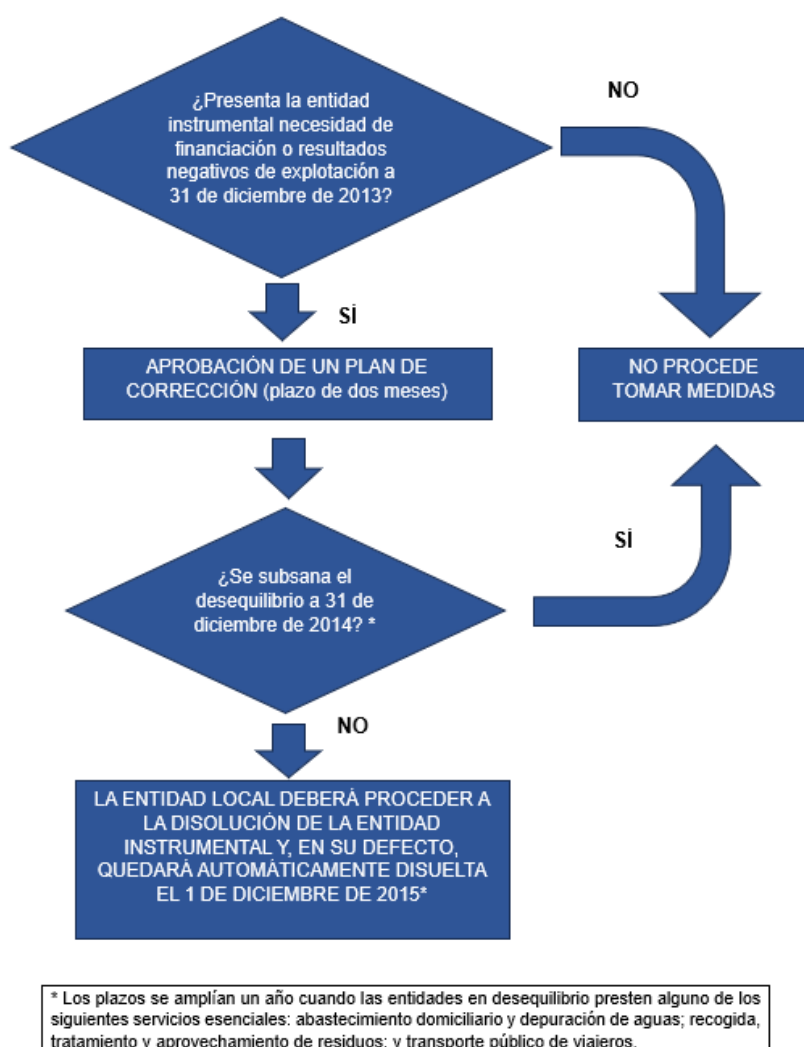 ¿Presenta la entidad
instrumental necesidad de
financiación o resultados
negativos de explotación a
31 de diciembre de 2013?
NO
SÍ
APROBACIÓN DE UN PLAN DE
CORRECCIÓN (plazo de dos meses)
NO PROCEDE
TOMAR MEDIDAS
¿Se subsana el
desequilibrio a 31 de
diciembre de 2014? *
SÍ
NO
LA ENTIDAD LOCAL DEBERÁ PROCEDER A
LA DISOLUCIÓN DE LA ENTIDAD
INSTRUMENTAL Y, EN SU DEFECTO,
QUEDARÁ AUTOMÁTICAMENTE DISUELTA
EL 1 DE DICIEMBRE DE 2015*
* Los plazos se amplían un año cuando las entidades en desequilibrio presten alguno de los
siguientes servicios esenciales: abastecimiento domiciliario y depuración de aguas; recogida,
tratamiento y aprovechamiento de residuos; y transporte público de viajeros.